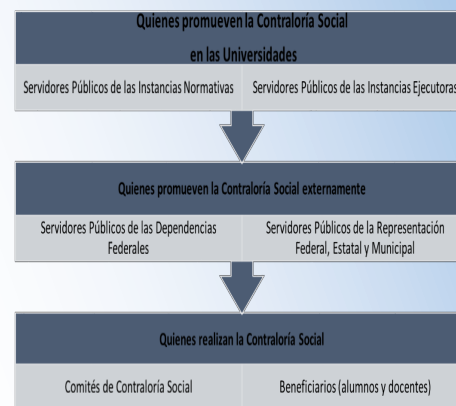 Quienes promueven la Contraloría Social
en las Universidades
Servidores Públicos de las Instancias Normativas
Servidores Públicos de las Instancias Ejecutoras
Quienes promueven la Contraloría Social externamente
Servidores Públicos de las Dependencias
Federales
Servidores Públicos de la Representación
Federal, Estatal y Municipal
Quienes realizan la Contraloría Social
Comités de Contraloría Social
Beneficiarios (alumnos y docentes)